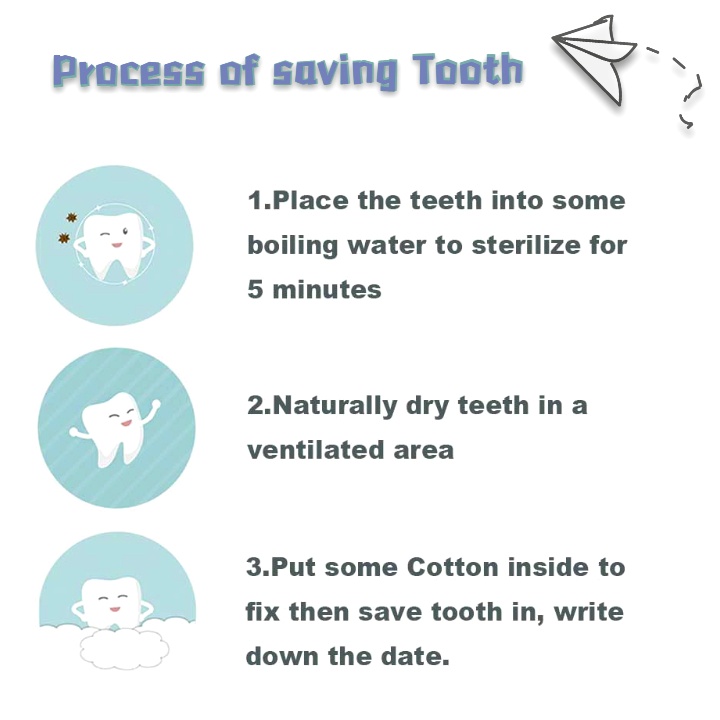 Process of saving Tooth
1.Place the teeth into some
boiling water to sterilize for
5 minutes
2.Naturally dry teeth in a
ventilated area
3.Put some Cotton inside to
fix then save tooth in, write
down the date.